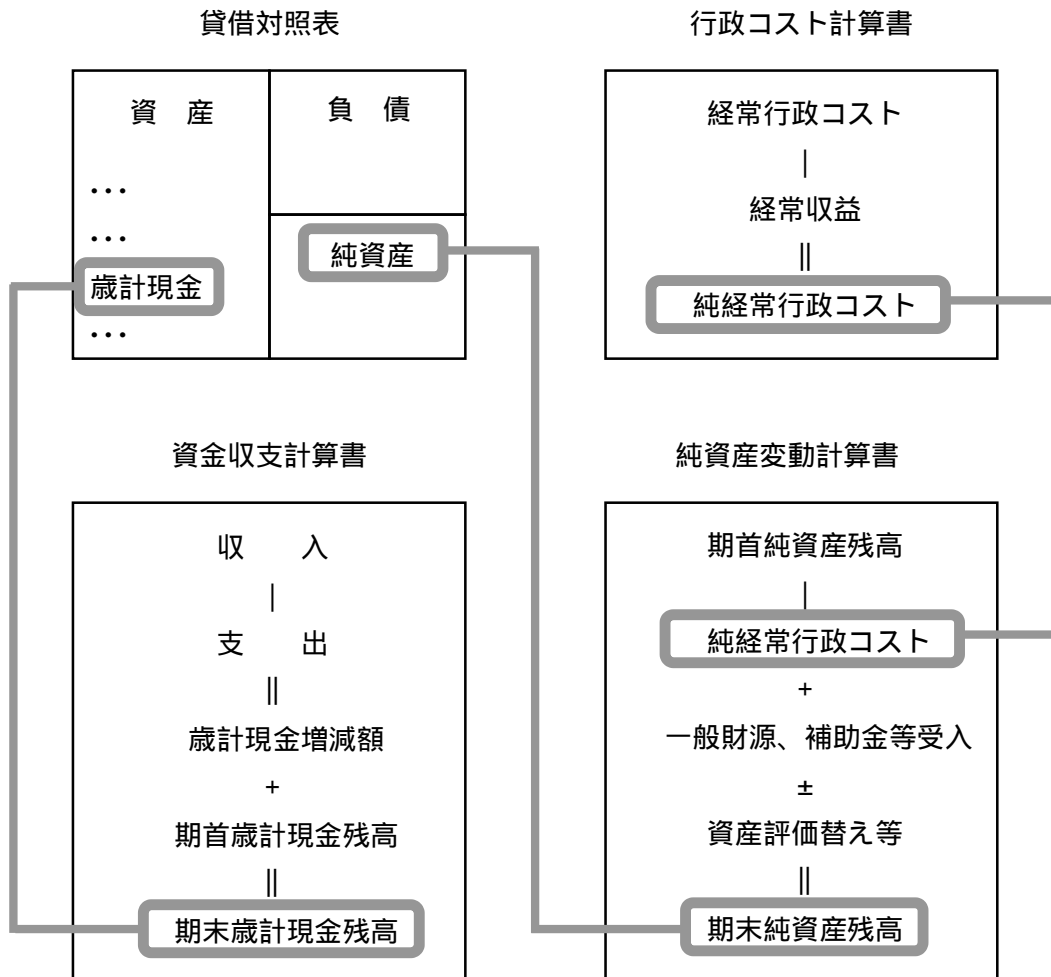 貸借対照表
資　産
負　債
…
…
純資産
歳計現金
…
行政コスト計算書
経常行政コスト
|
経常収益
||
純経常行政コスト
資金収支計算書
収　　入
|
支　　出
||
歳計現金増減額
+
期首歳計現金残高
||
期末歳計現金残高
純資産変動計算書
期首純資産残高
|
純経常行政コスト
+
一般財源、補助金等受入
±
資産評価替え等
||
期末純資産残高